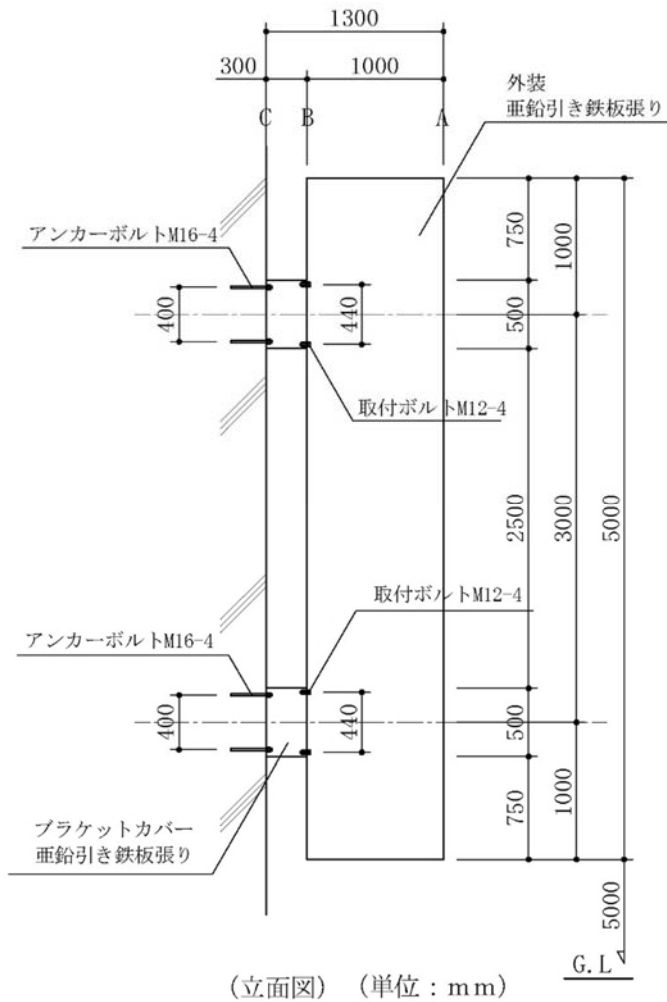 1300
300
1000
C
B
A
外装
亜鉛引き鉄板張り
アンカーボルトM16-4
400
440
取付ボルトM12-4
750
500
1000
2500
3000
5000
取付ボルトM12-4
アンカーボルトM16-4
400
440
500
750
1000
ブラケットカバー
亜鉛引き鉄板張り
5000
G.L
(立面図) (単位:mm)